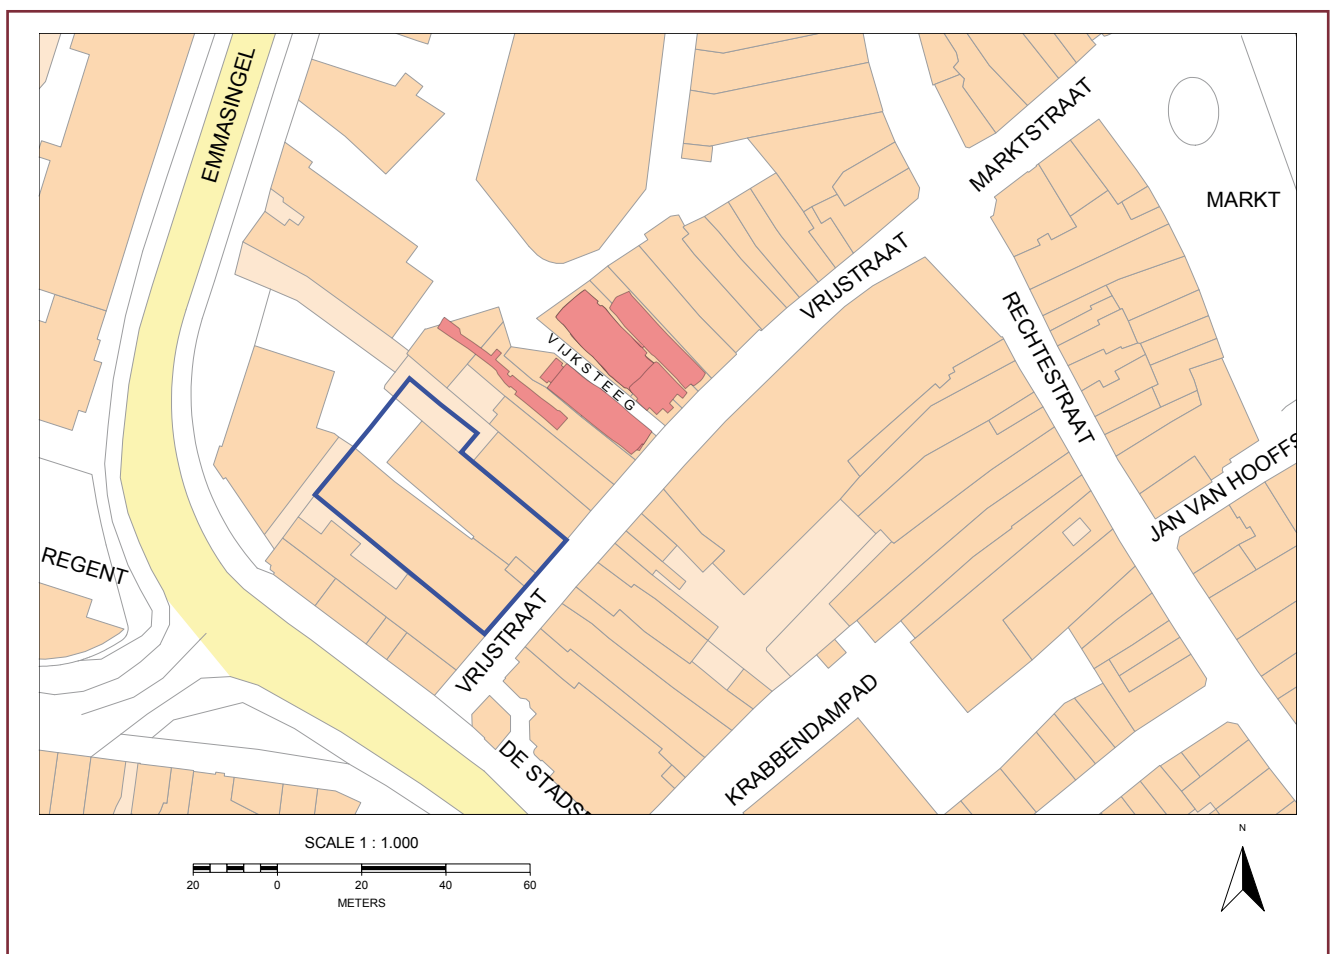 EMMASINGEL
MARKTSTRAAT
MARKT
VRIJSTRAAT
RECHTESTRAAT
VIJKSTEEG
JAN VAN HOOFFS
REGENT
VRIJSTRAAT
KRABBENDAMPAD
DE STADS
SCALE 1 : 1.000
20 0 20 40 60
METERS
N